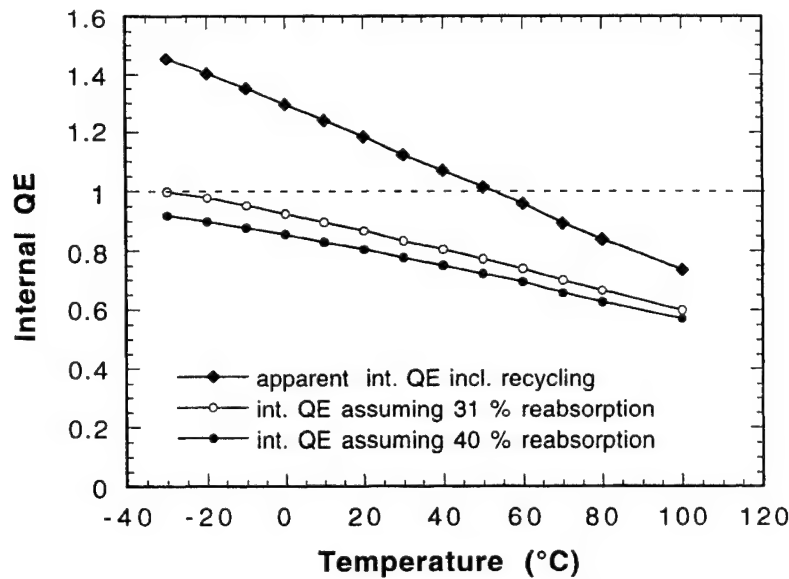 1.6
1.4
1.2
1
0.8
0.6
0.4
0.2
0
Internal QE
apparent int. QE incl. recycling
int. QE assuming 31 % reabsorption
int. QE assuming 40 % reabsorption
-40 -20 0 20 40 60 80 100 120
Temperature (°C)